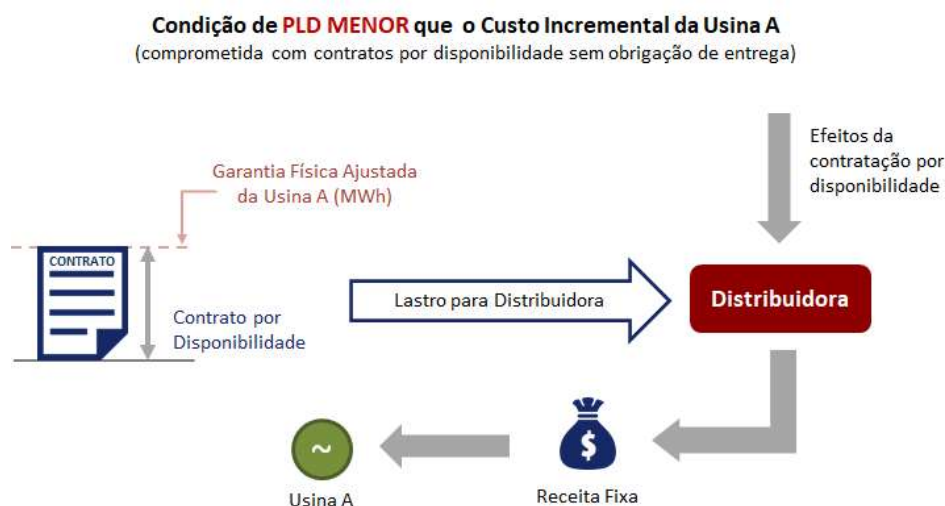 Condição de PLD MENOR que o Custo Incremental da Usina A
(comprometida com contratos por disponibilidade sem obrigação de entrega)
Efeitos da
contratação por
disponibilidade
Garantia Física Ajustada
da Usina A (MWh)
CONTRATO
Contrato por
Disponibilidade
Lastro para Distribuidora
Distribuidora
~
$
Usina A
Receita Fixa